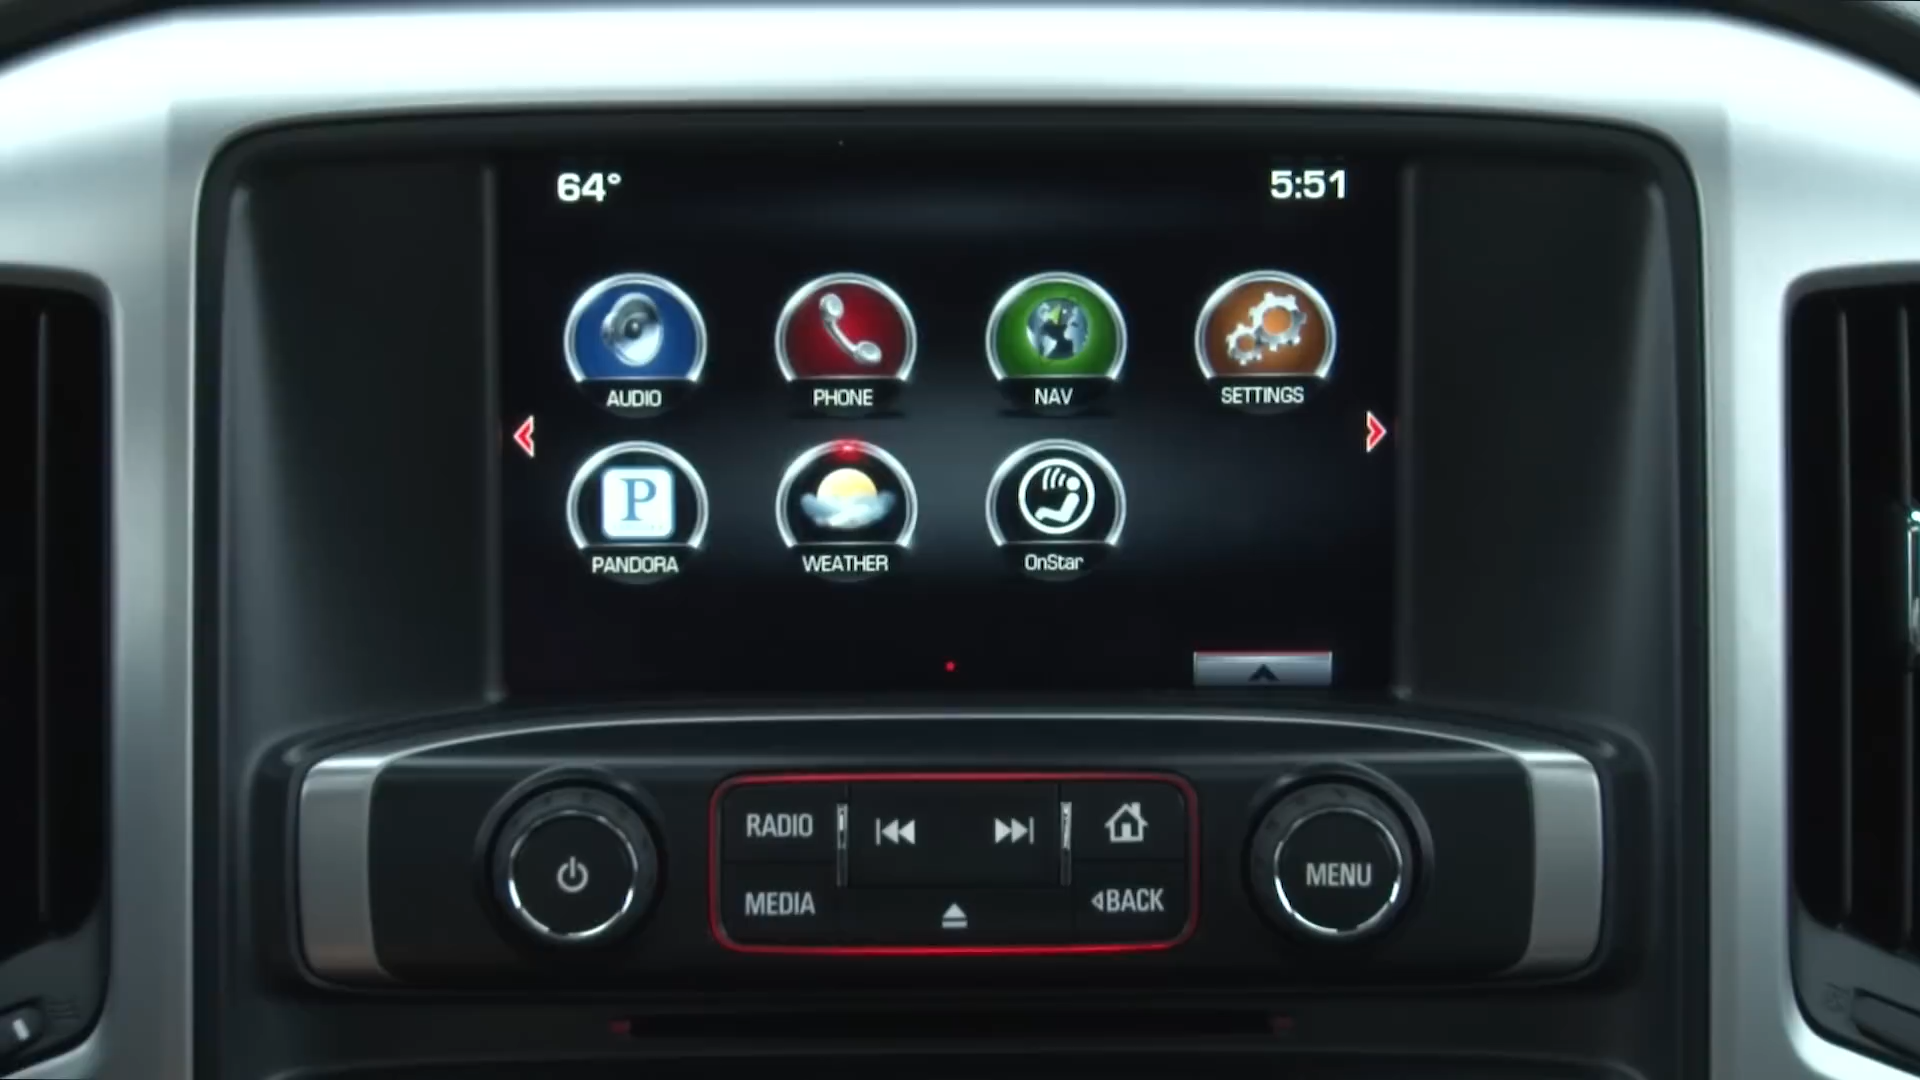 64° 5:51
AUDIO PHONE NAV SETTINGS
P
PANDORA WEATHER OnStar
RADIO
MEDIA BACK
MENU